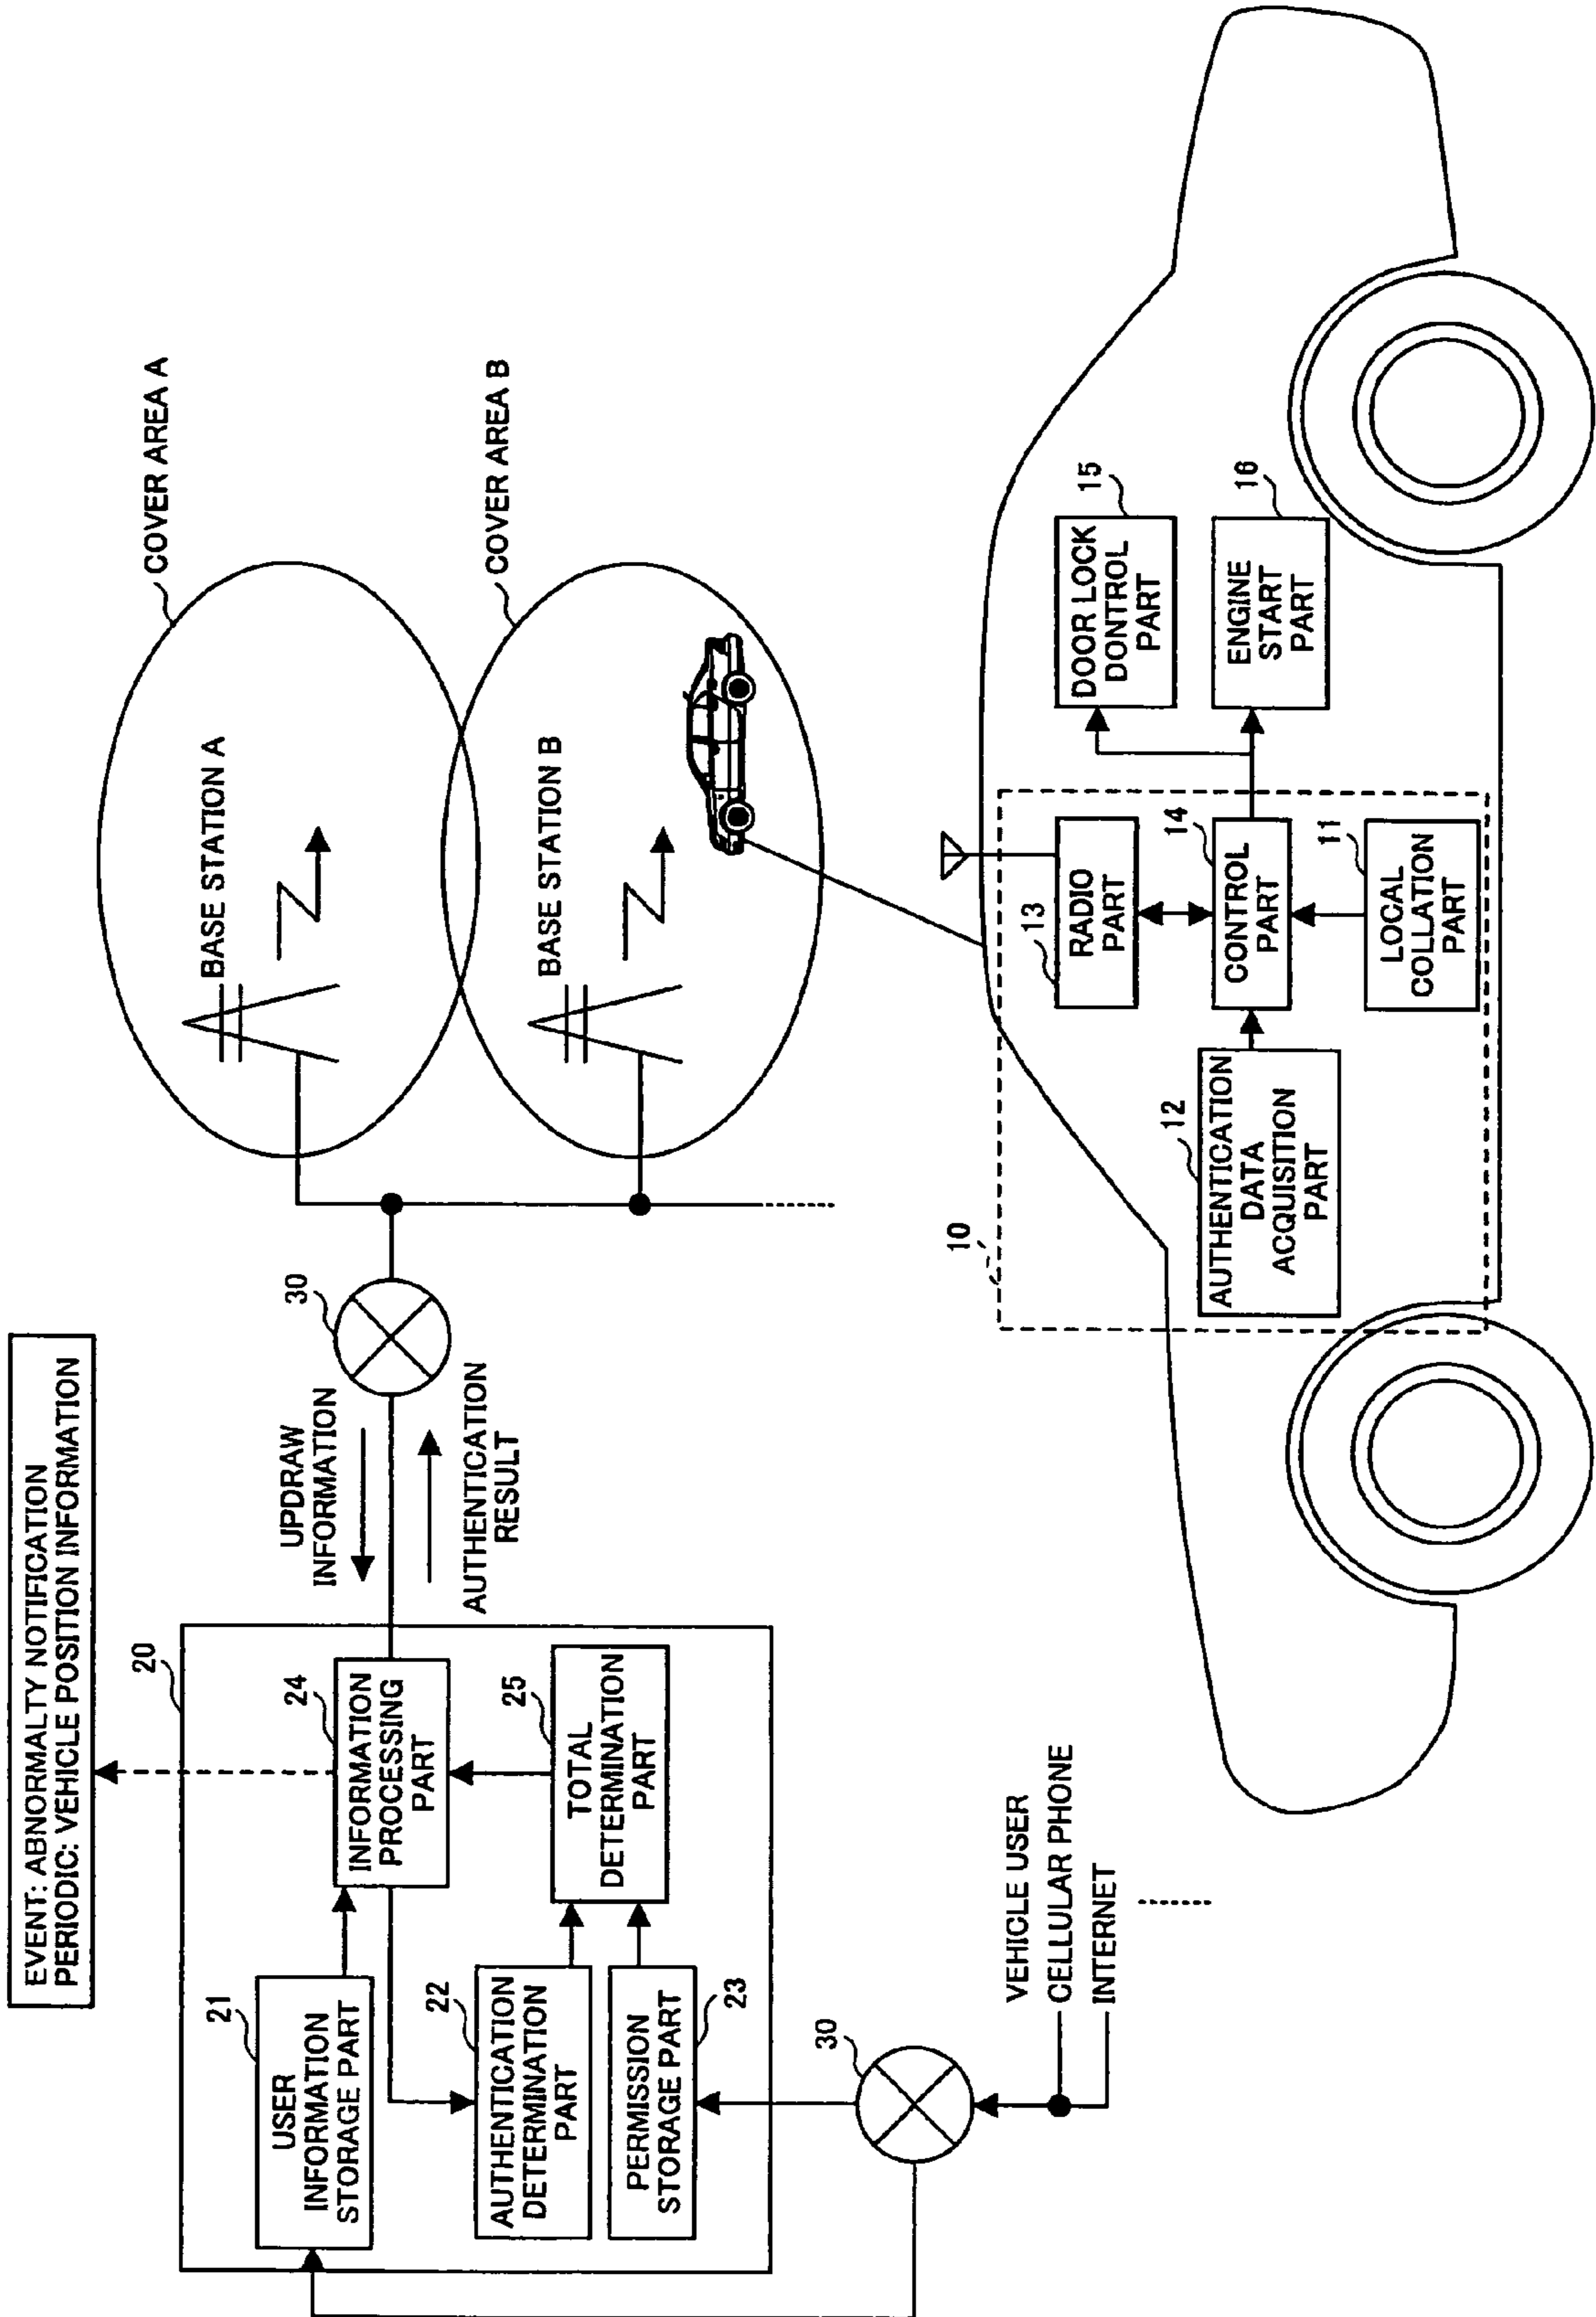 EVENT: ABNORMALTY NOTIFICATION
PERIODIC: VEHICLE POSITION INFORMATION
20
21
USER
INFORMATION
STORAGE PART
24
INFORMATION
PROCESSING
PART
22
AUTHENTICATION
DETERMINATION
PART
25
TOTAL
DETERMINATION
PART
PERMISSION
STORAGE PART
23
UPDRAW
INFORMATION
AUTHENTICATION
RESULT
30
30
VEHICLE USER
CELLULAR PHONE
INTERNET
COVER AREA A
BASE STATION A
COVER AREA B
BASE STATION B
10
12
AUTHENTICATION
DATA
ACQUISITION
PART
13
RADIO
PART
14
CONTROL
PART
11
LOCAL
COLLATION
PART
15
DOOR LOCK
DONTROL
PART
16
ENGINE
START
PART